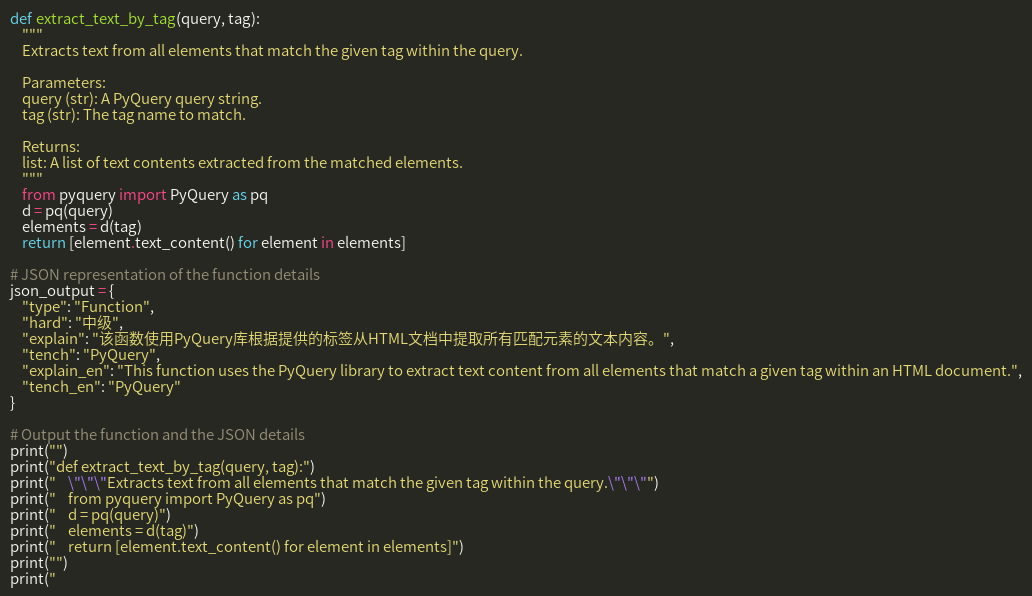 def extract_text_by_tag(query, tag):
    """
    Extracts text from all elements that match the given tag within the query.

    Parameters:
    query (str): A PyQuery query string.
    tag (str): The tag name to match.

    Returns:
    list: A list of text contents extracted from the matched elements.
    """
    from pyquery import PyQuery as pq
    d = pq(query)
    elements = d(tag)
    return [element.text_content() for element in elements]

# JSON representation of the function details
json_output = {
    "type": "Function",
    "hard": "中级",
    "explain": "该函数使用PyQuery库根据提供的标签从HTML文档中提取所有匹配元素的文本内容。",
    "tench": "PyQuery",
    "explain_en": "This function uses the PyQuery library to extract text content from all elements that match a given tag within an HTML document.",
    "tench_en": "PyQuery"
}

# Output the function and the JSON details
print("")
print("def extract_text_by_tag(query, tag):")
print("    \"\"\"Extracts text from all elements that match the given tag within the query.\"\"\"")
print("    from pyquery import PyQuery as pq")
print("    d = pq(query)")
print("    elements = d(tag)")
print("    return [element.text_content() for element in elements]")
print("")
print("